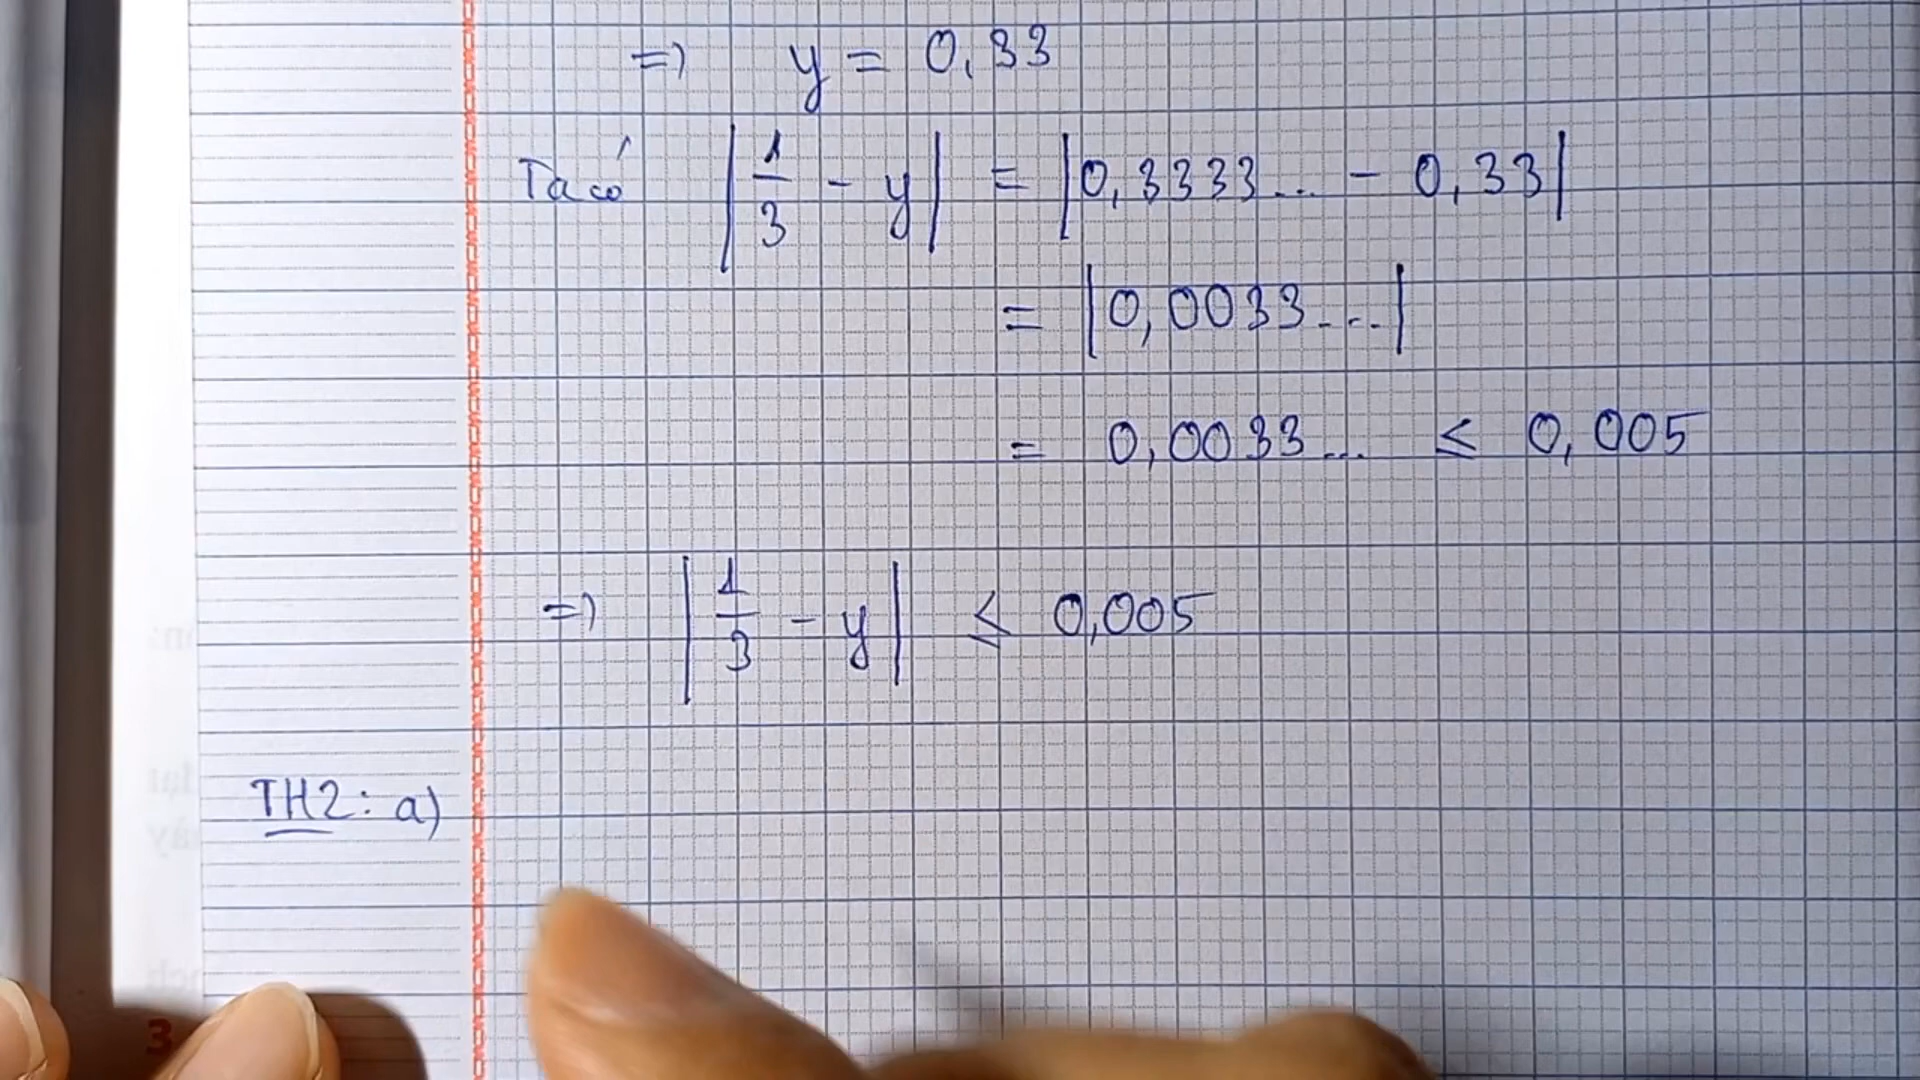 => y = 0,33
Ta có |1/3 - y| = |0,3333... - 0,33|
= |0,0033...|
= 0,0033... ≤ 0,005
=> |1/3 - y| ≤ 0,005
TH2: a)
3